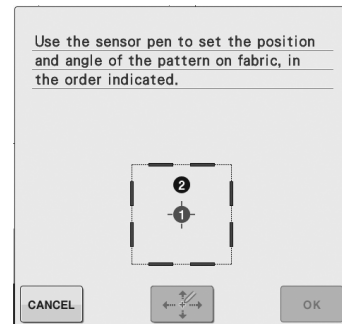 Use the sensor pen to set the position
and angle of the pattern on fabric, in
the order indicated.
2
1
CANCEL
OK